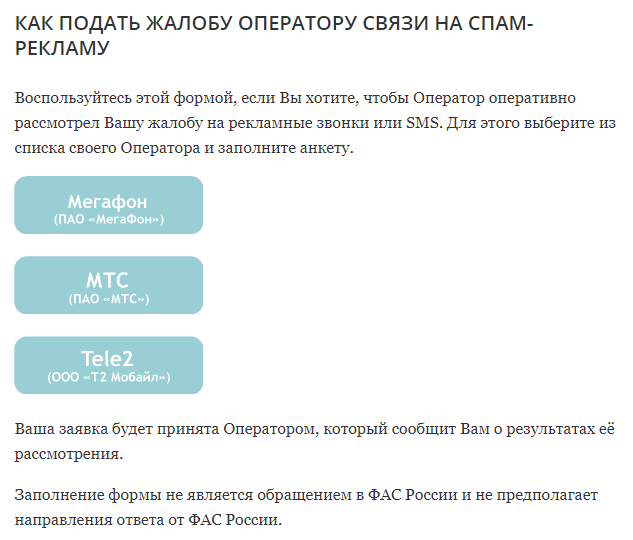 КАК ПОДАТЬ ЖАЛОБУ ОПЕРАТОРУ СВЯЗИ НА СПАМ-
РЕКЛАМУ
Воспользуйтесь этой формой, если Вы хотите, чтобы Оператор оперативно
рассмотрел Вашу жалобу на рекламные звонки или SMS. Для этого выберите из
списка своего Оператора и заполните анкету.
Мегафон
(ПАО «МегаФон»)
МТС
(ПАО «МТС»)
Tele2
(ООО «Т2 Мобайл»)
Ваша заявка будет принята Оператором, который сообщит Вам о результатах её
рассмотрения.
Заполнение формы не является обращением в ФАС России и не предполагает
направления ответа от ФАС России.